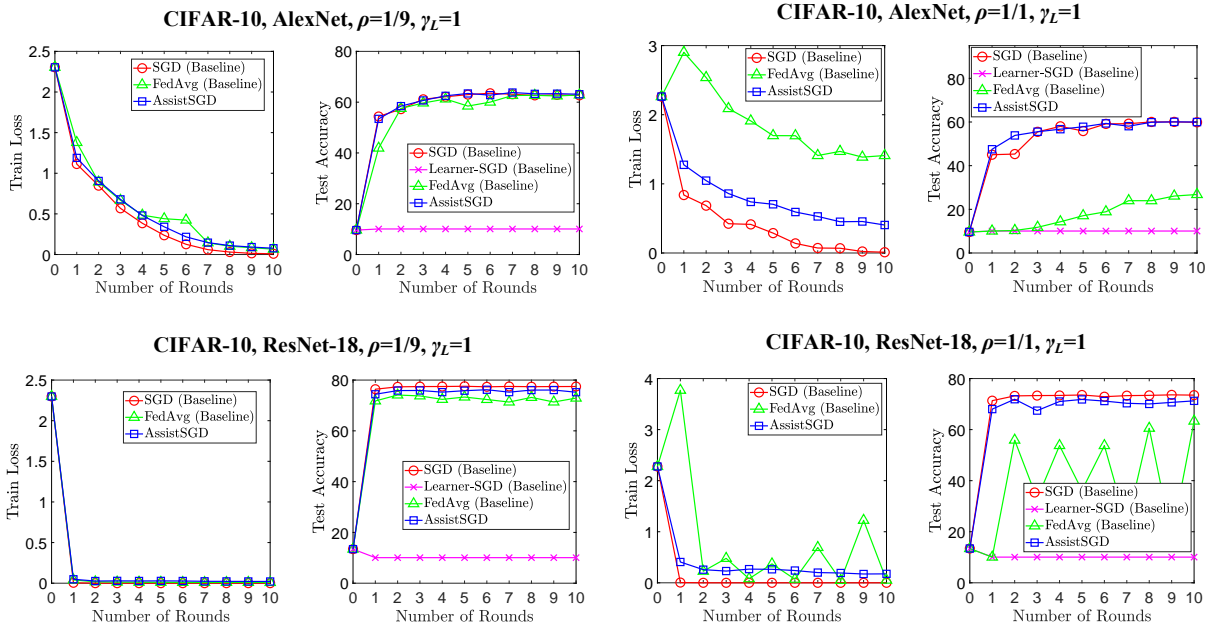 CIFAR-10, AlexNet, ρ=1/9, γL=1
2.5
2
1.5
1
0.5
0
Train Loss
SGD (Baseline)
FedAvg (Baseline)
AssistSGD
0 1 2 3 4 5 6 7 8 9 10
Number of Rounds
80
60
40
20
0
Test Accuracy
SGD (Baseline)
Learner-SGD (Baseline)
FedAvg (Baseline)
AssistSGD
0 1 2 3 4 5 6 7 8 9 10
Number of Rounds
CIFAR-10, AlexNet, ρ=1/1, γL=1
3
2
1
0
Train Loss
SGD (Baseline)
FedAvg (Baseline)
AssistSGD
0 1 2 3 4 5 6 7 8 9 10
Number of Rounds
80
60
40
20
0
Test Accuracy
SGD (Baseline)
Learner-SGD (Baseline)
FedAvg (Baseline)
AssistSGD
0 1 2 3 4 5 6 7 8 9 10
Number of Rounds
CIFAR-10, ResNet-18, ρ=1/9, γL=1
2.5
2
1.5
1
0.5
0
Train Loss
SGD (Baseline)
FedAvg (Baseline)
AssistSGD
0 1 2 3 4 5 6 7 8 9 10
Number of Rounds
80
60
40
20
0
Test Accuracy
SGD (Baseline)
Learner-SGD (Baseline)
FedAvg (Baseline)
AssistSGD
0 1 2 3 4 5 6 7 8 9 10
Number of Rounds
CIFAR-10, ResNet-18, ρ=1/1, γL=1
4
3
2
1
0
Train Loss
SGD (Baseline)
FedAvg (Baseline)
AssistSGD
0 1 2 3 4 5 6 7 8 9 10
Number of Rounds
80
60
40
20
0
Test Accuracy
SGD (Baseline)
Learner-SGD (Baseline)
FedAvg (Baseline)
AssistSGD
0 1 2 3 4 5 6 7 8 9 10
Number of Rounds